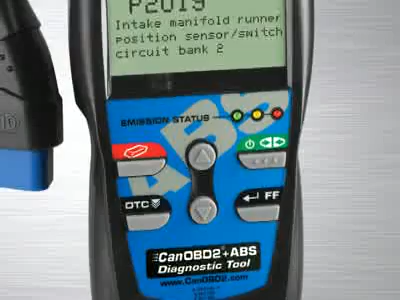 P2019
Intake manifold runner
position sensor/switch
circuit bank 2
ABS
EMISSION STATUS
DTC
FF
CanOBD2+ABS
Diagnostic Tool
www.CanOBD2.com